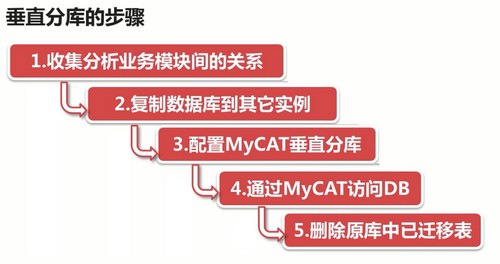 垂直分库的步骤
1.收集分析业务模块间的关系
2.复制数据库到其它实例
3.配置MyCAT垂直分库
4.通过MyCAT访问DB
5.删除原库中已迁移表